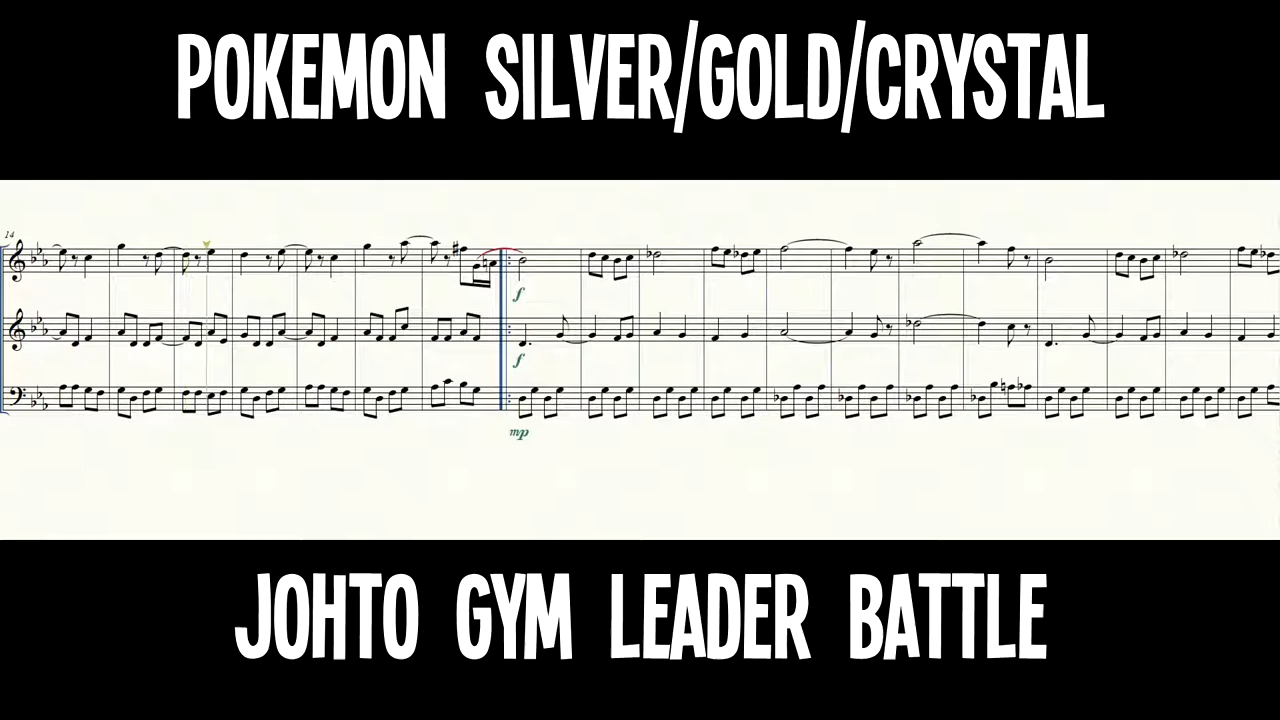 POKEMON SILVER/GOLD/CRYSTAL
14
f
f
mp
JOHTO GYM LEADER BATTLE